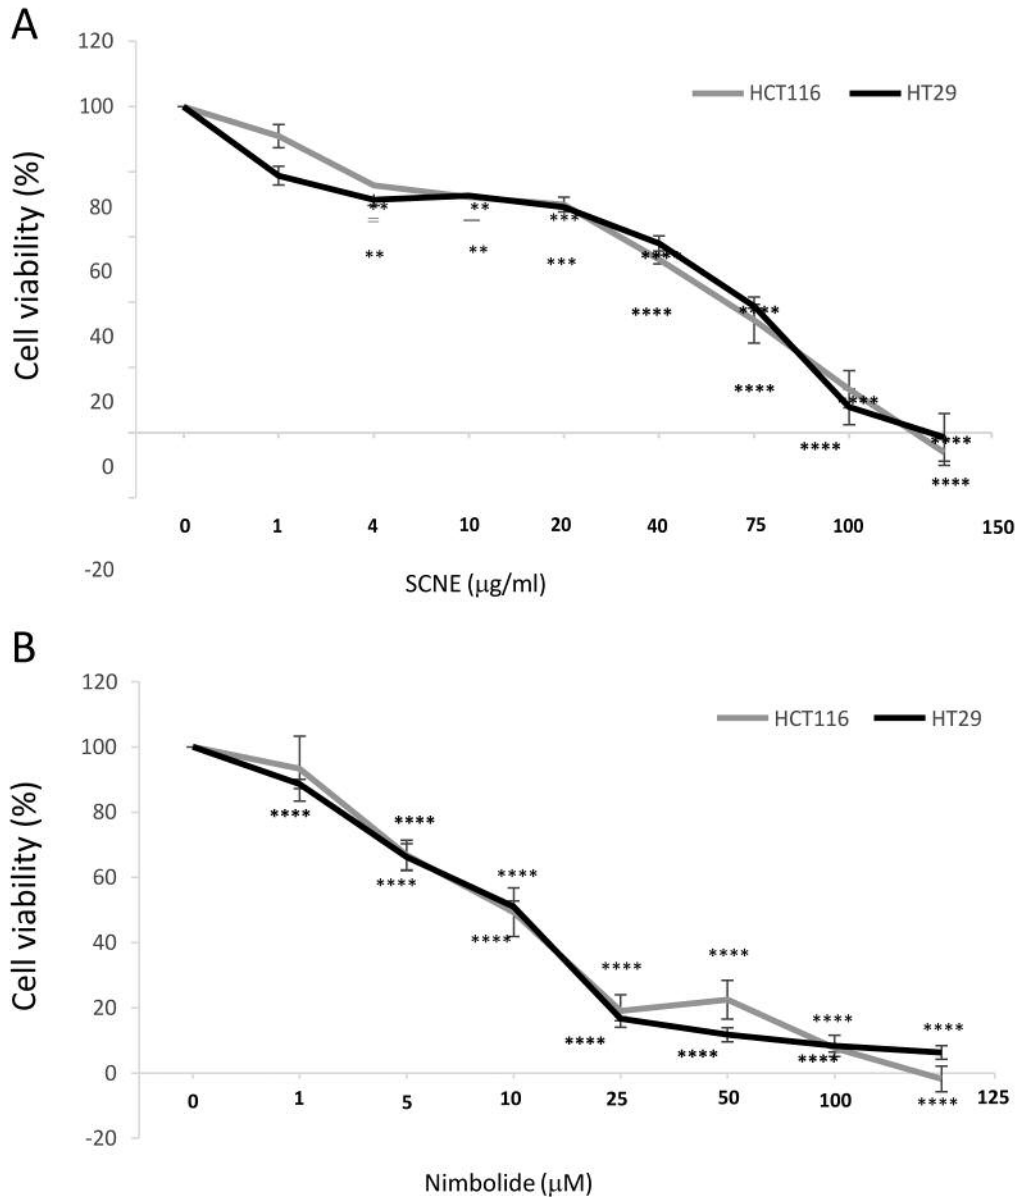 A
120
HCT116 HT29
100
80
60
40
20
0
-20
Cell viability (%)
** ** ***
** ** *** ****
**** ****
**** ****
**** ****
****
0 1 4 10 20 40 75 100 150
SCNE (μg/ml)
B
120
HCT116 HT29
100
80
60
40
20
0
-20
Cell viability (%)
**** ****
**** ****
**** **** ****
**** **** **** ****
**** ****
0 1 5 10 25 50 100 125
Nimbolide (μM)